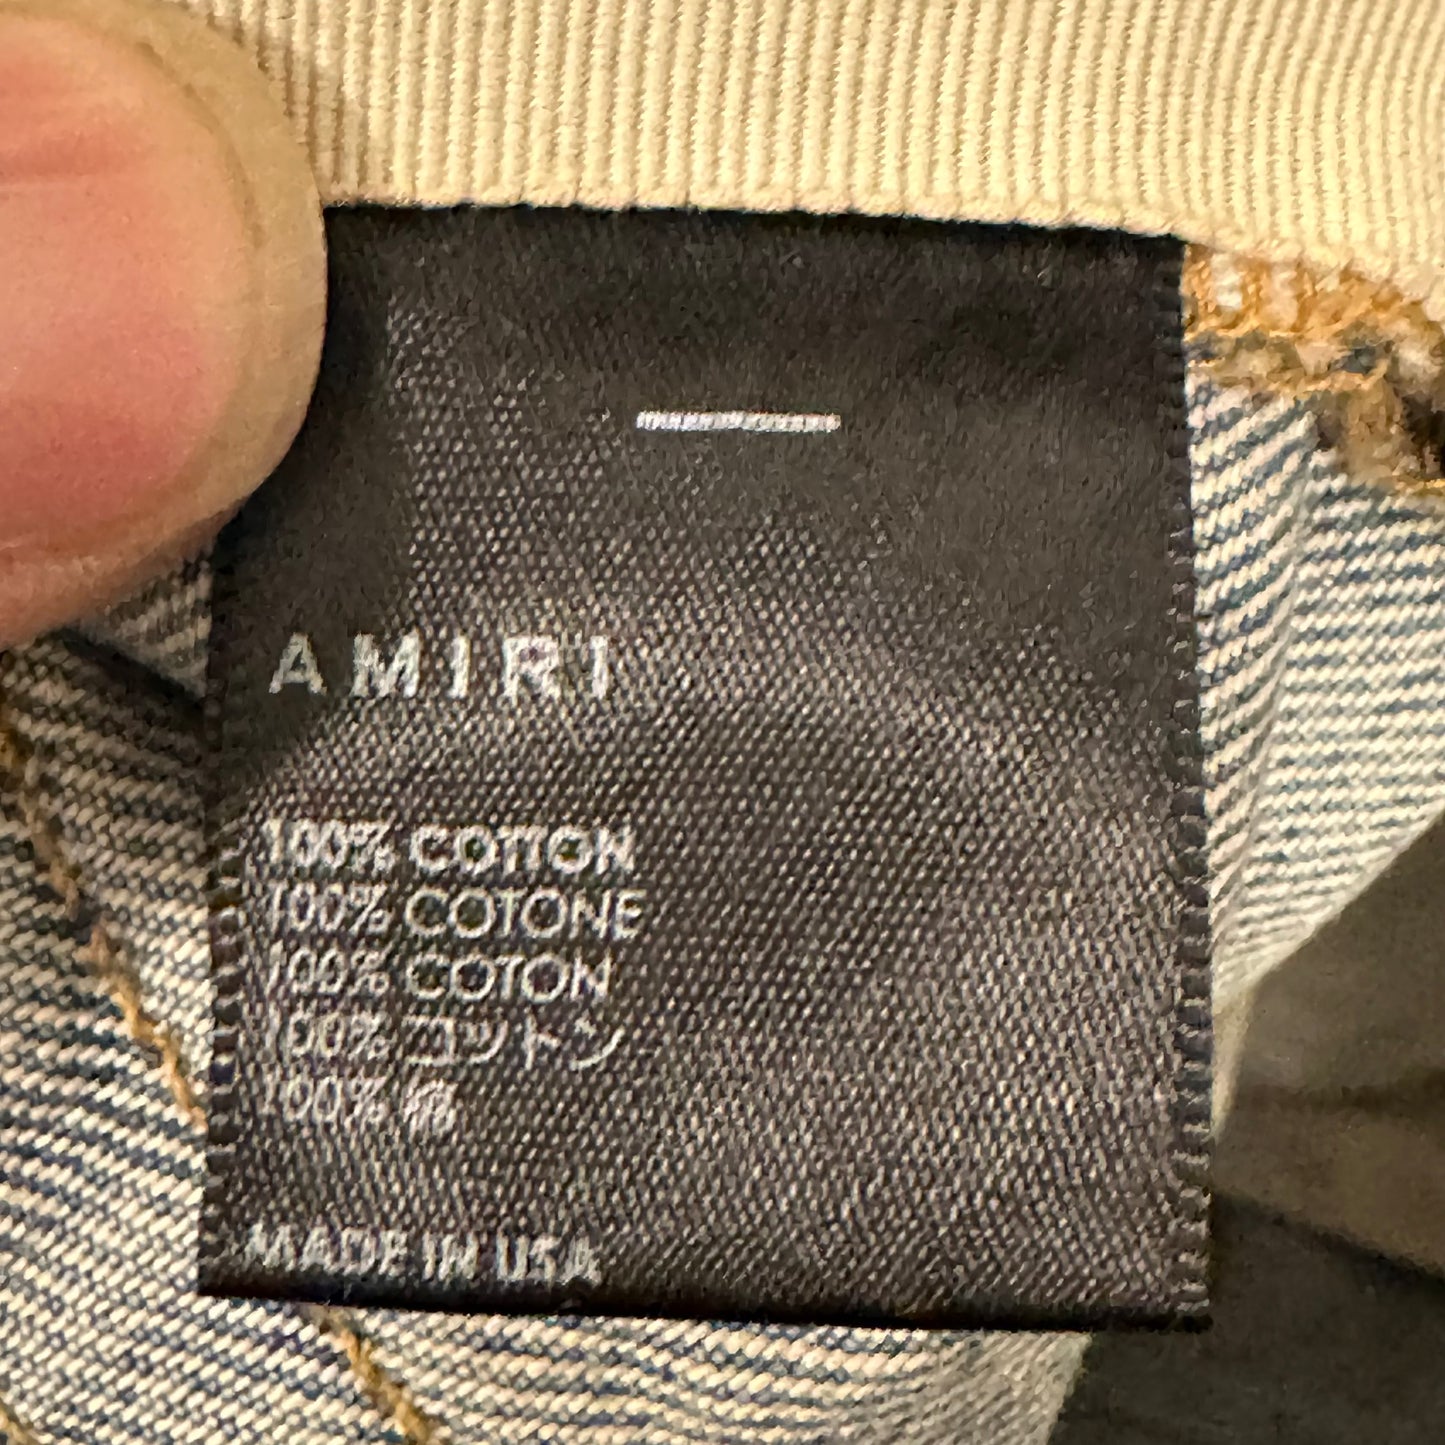 AMIRI
100% COTTON
100% COTONE
100% COTON
100% コットン
100% 棉
MADE IN USA